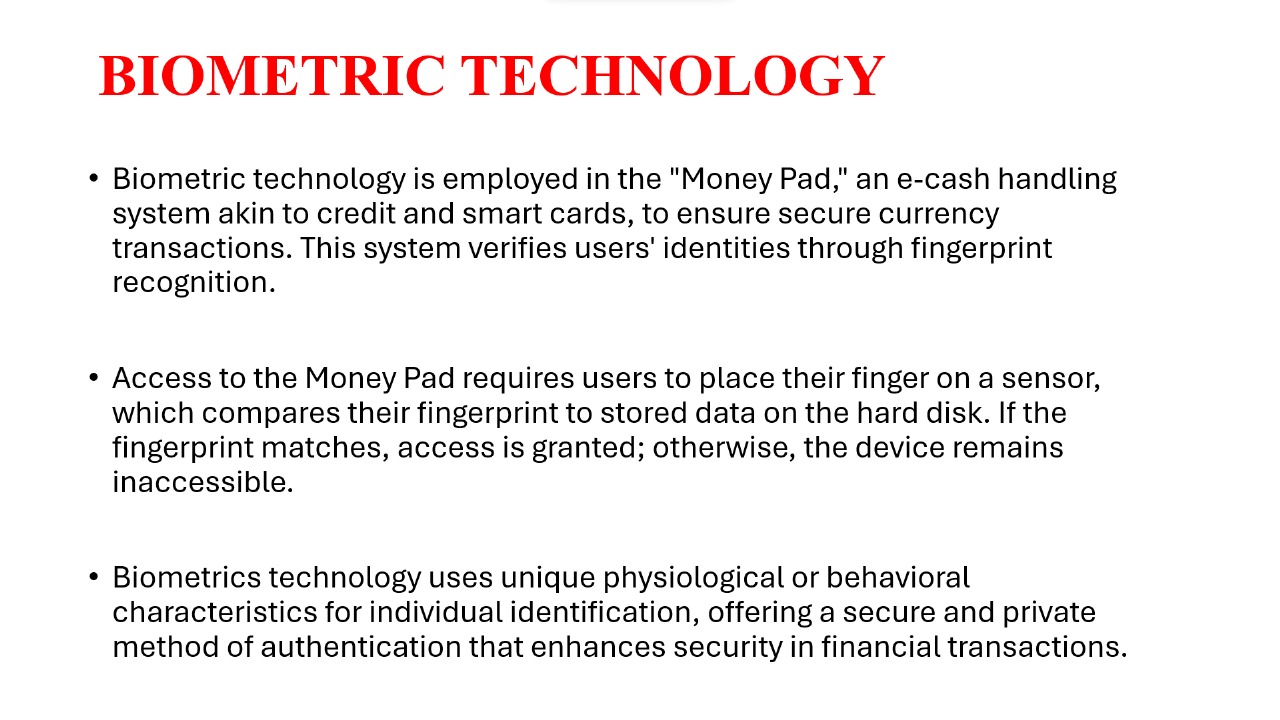 BIOMETRIC TECHNOLOGY
• Biometric technology is employed in the "Money Pad," an e-cash handling
system akin to credit and smart cards, to ensure secure currency
transactions. This system verifies users' identities through fingerprint
recognition.
• Access to the Money Pad requires users to place their finger on a sensor,
which compares their fingerprint to stored data on the hard disk. If the
fingerprint matches, access is granted; otherwise, the device remains
inaccessible.
• Biometrics technology uses unique physiological or behavioral
characteristics for individual identification, offering a secure and private
method of authentication that enhances security in financial transactions.